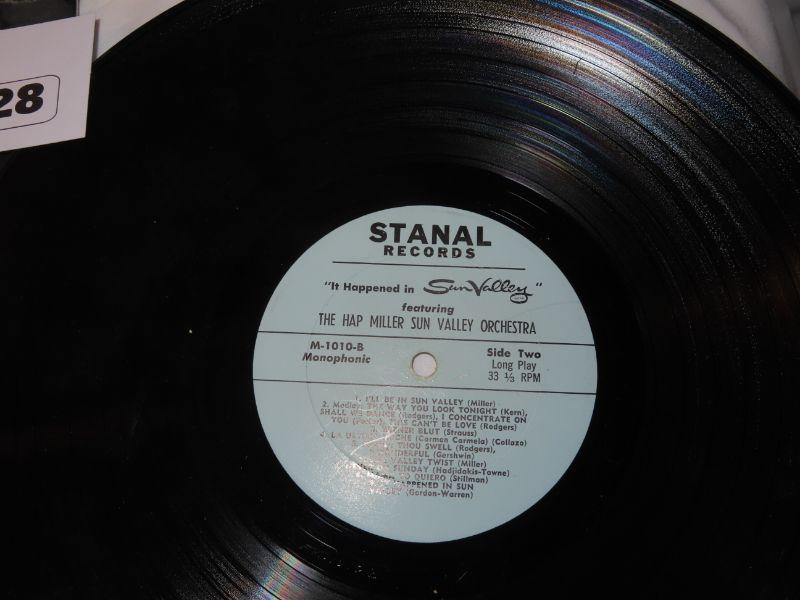 28
STANAL
RECORDS
"It Happened in Sun Valley"
featuring
THE HAP MILLER SUN VALLEY ORCHESTRA
M-1010-B
Monophonic
Side Two
Long Play
33 ⅓ RPM
1. I'LL BE IN SUN VALLEY (Miller)
2. Medley: THE WAY YOU LOOK TONIGHT (Kern),
SHALL WE DANCE (Rodgers), I CONCENTRATE ON
YOU (Porter), THIS CAN'T BE LOVE (Rodgers)
BLUT (Strauss)
LA (Carmen Carmela) (Collazo)
THOU SWELL (Rodgers),
(Gershwin)
VALLEY TWIST (Miller)
SUNDAY (Hadjidakis-Towne)
QUIERO (Stillman)
HAPPENED IN SUN
VALLEY (Gordon-Warren)